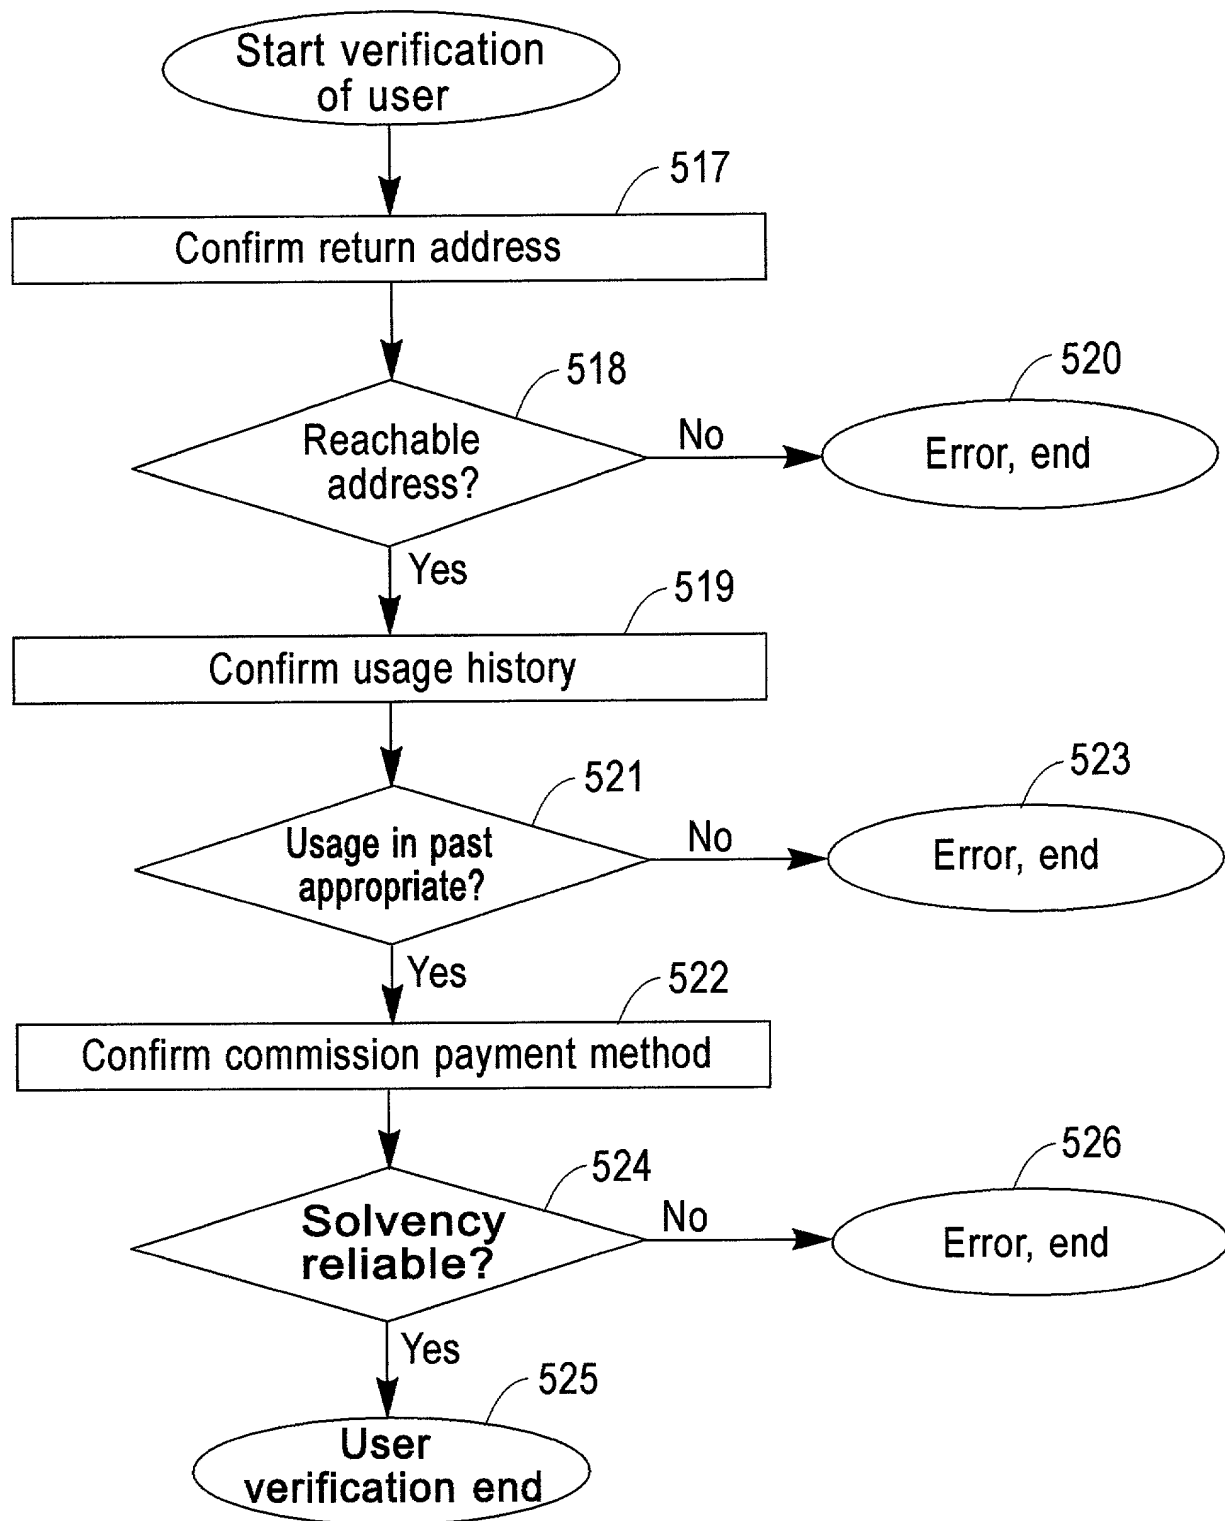 Start verification
of user
517
Confirm return address
518
Reachable
address?
No
520
Error, end
Yes
519
Confirm usage history
521
Usage in past
appropriate?
No
523
Error, end
Yes
522
Confirm commission payment method
524
Solvency
reliable?
No
526
Error, end
Yes
525
User
verification end